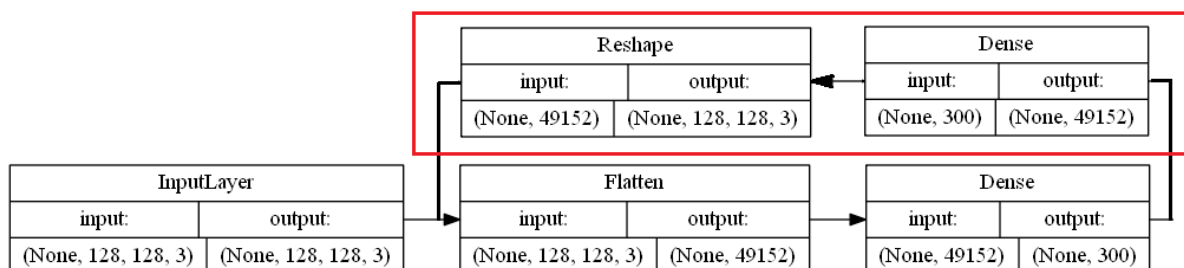 Reshape Dense
input: output: input: output:
(None, 49152) (None, 128, 128, 3) (None, 300) (None, 49152)
InputLayer Flatten Dense
input: output: input: output: input: output:
(None, 128, 128, 3) (None, 128, 128, 3) (None, 128, 128, 3) (None, 49152) (None, 49152) (None, 300)